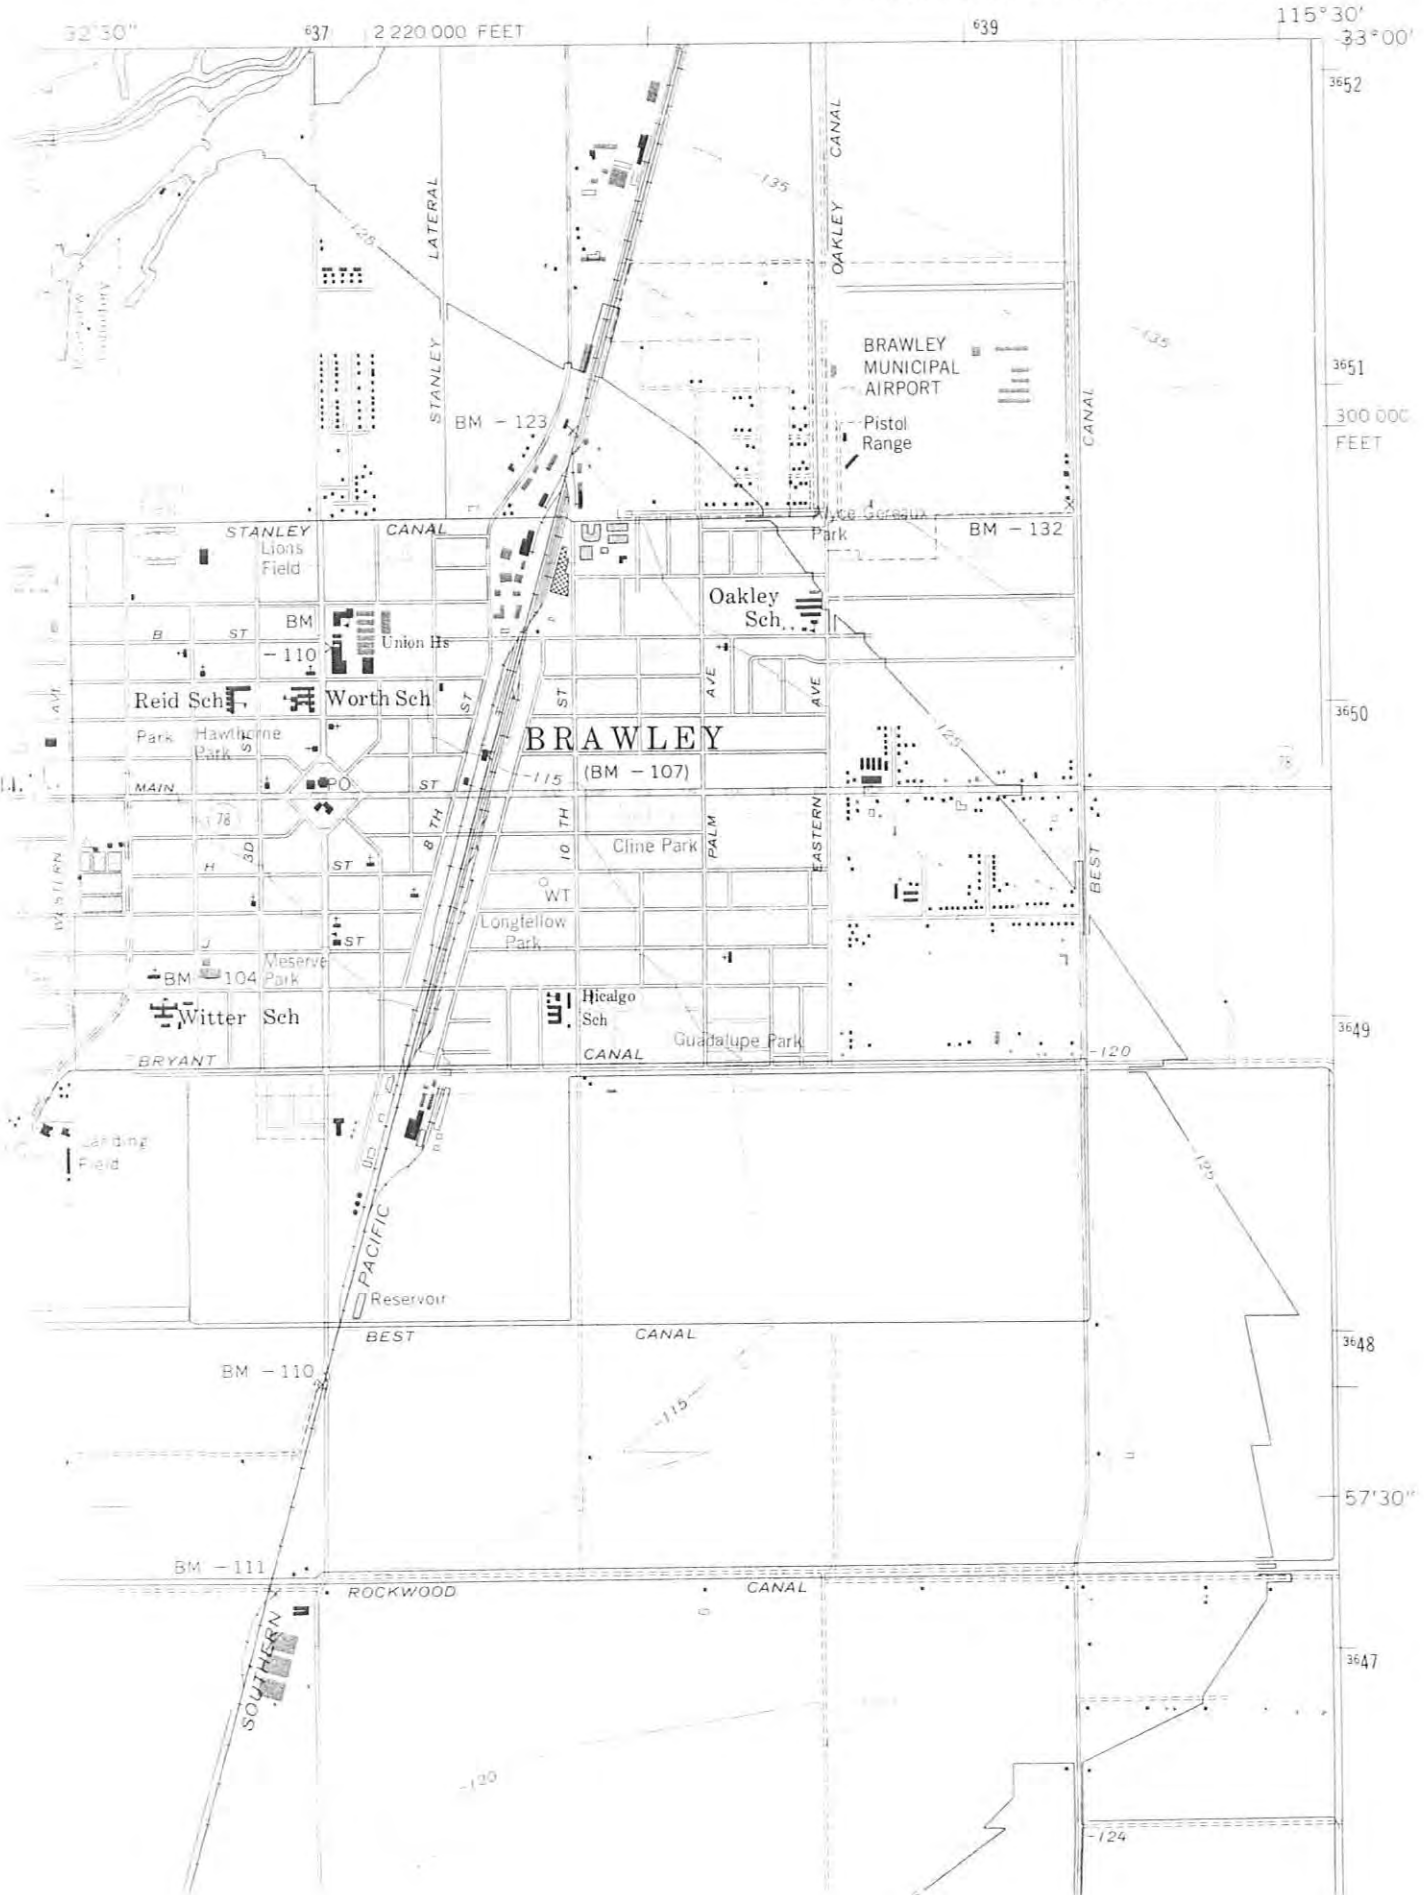 32'30"
637
2 220 000 FEET
639
115°30'
33°00'
3652
CANAL
-135
LATERAL
OAKLEY
-125
BRAWLEY
MUNICIPAL
AIRPORT
-135
3651
STANLEY
CANAL
BM -123
Pistol
Range
300 000
FEET
STANLEY
CANAL
Park
BM -132
Lions
Field
Oakley
Sch
BM
-110
B
ST
Union Hs
AVE
Reid Sch
Worth Sch
ST
ST
AVE
AVE
3650
Park
Hawthorne
Park
ST
BRAWLEY
-125
78
(BM -107)
-115
MAIN
PO
ST
78
8 TH
10 TH
PALM
EASTERN
Cline Park
WESTERN
3D
H
ST
BEST
WT
Longfellow
Park
J
ST
Meserve
Park
BM
104
Witter Sch
Hicalgo
Sch
3649
Guadalupe Park
BRYANT
CANAL
-120
Landing
Field
PACIFIC
Reservoir
BEST
CANAL
3648
BM -110
-115
57'30"
BM -111
ROCKWOOD
CANAL
SOUTHERN
3647
-120
-124